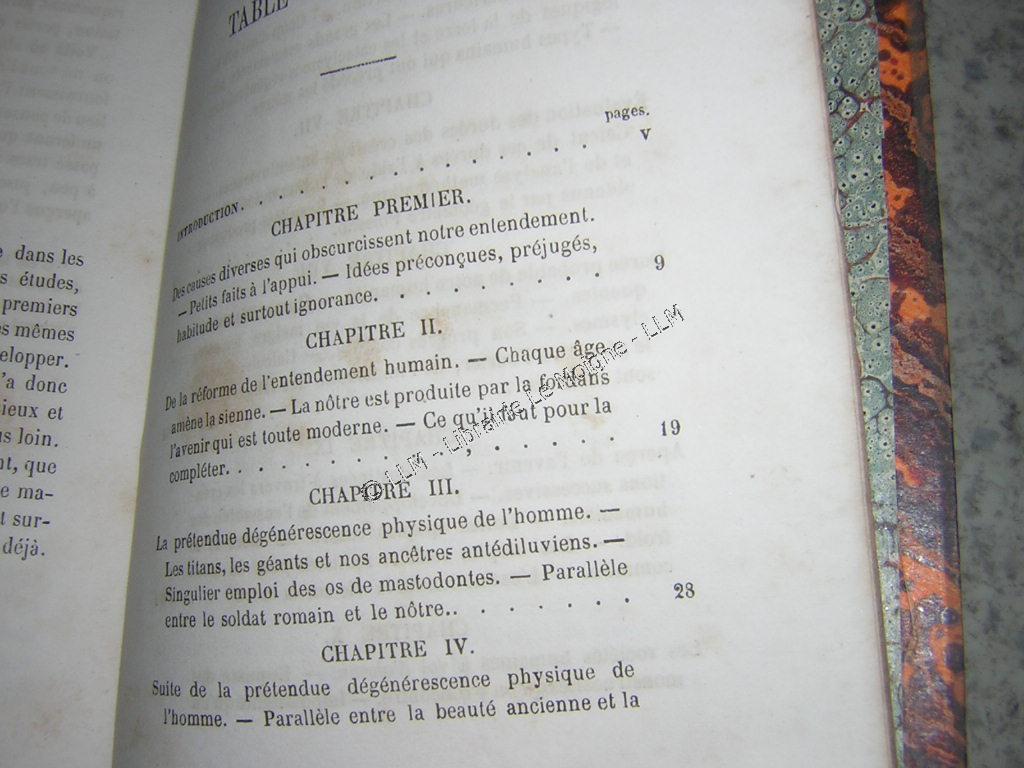 e dans les
s études,
premiers
es mêmes
elopper.
'a donc
ieux et
us loin.
nt, que
e ma-
t sur-
déjà.
TABLE
pages.
INTRODUCTION. . . . . . . . . . . . V
CHAPITRE PREMIER.
Des causes diverses qui obscurcissent notre entendement.
— Petits faits à l'appui. — Idées préconçues, préjugés,
habitude et surtout ignorance. . . . . . . . 9
CHAPITRE II.
De la réforme de l'entendement humain. — Chaque âge
amène la sienne. — La nôtre est produite par la foi dans
l'avenir qui est toute moderne. — Ce qu'il faut pour la
compléter. . . . . . . . , . . . . . 19
CHAPITRE III.
La prétendue dégénérescence physique de l'homme. —
Les titans, les géants et nos ancêtres antédiluviens. —
Singulier emploi des os de mastodontes. — Parallèle
entre le soldat romain et le nôtre.. . . . . . . 28
CHAPITRE IV.
Suite de la prétendue dégénérescence physique de
l'homme. — Parallèle entre la beauté ancienne et la
© LLM - Librairie Le Moigne - LLM